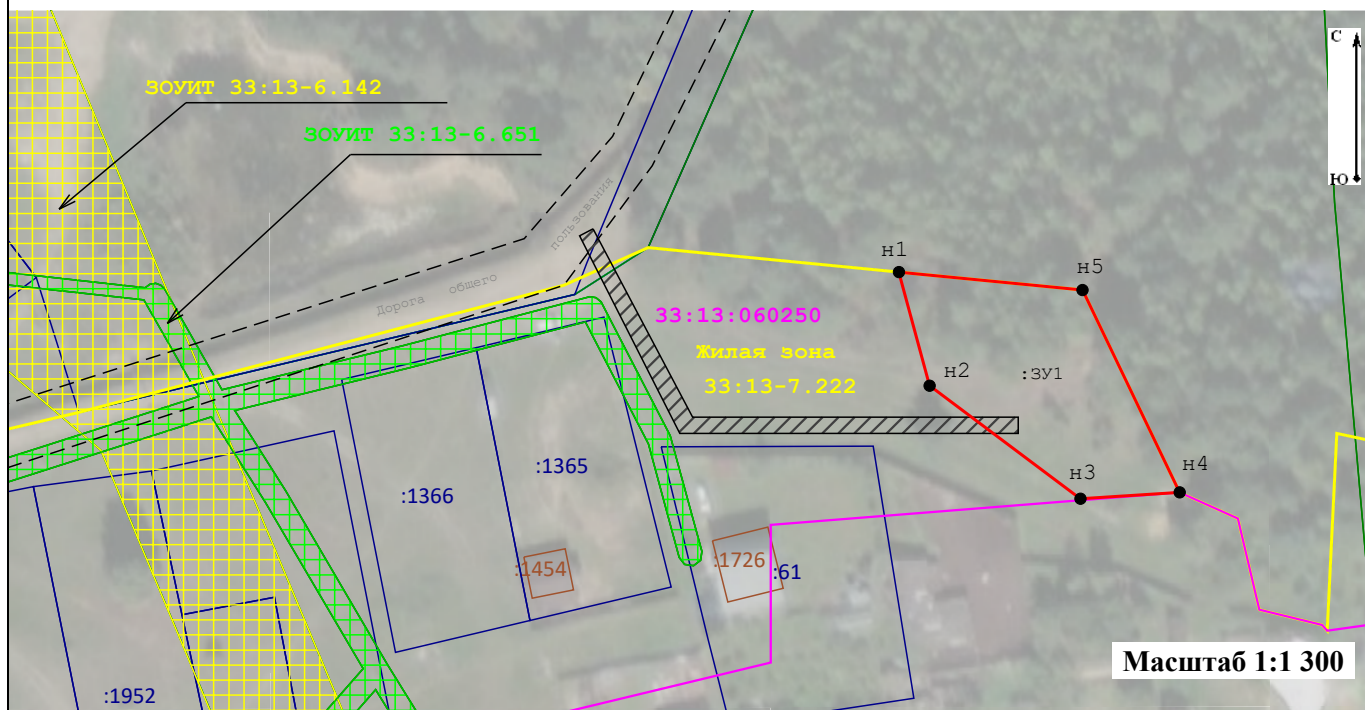 С
Ю
ЗОУИТ 33:13-6.142
ЗОУИТ 33:13-6.651
Дорога общего пользования
н1
н5
33:13:060250
Жилая зона
33:13-7.222
н2
:ЗУ1
н3
н4
:1365
:1366
:1454
:1726
:61
:1952
Масштаб 1:1 300